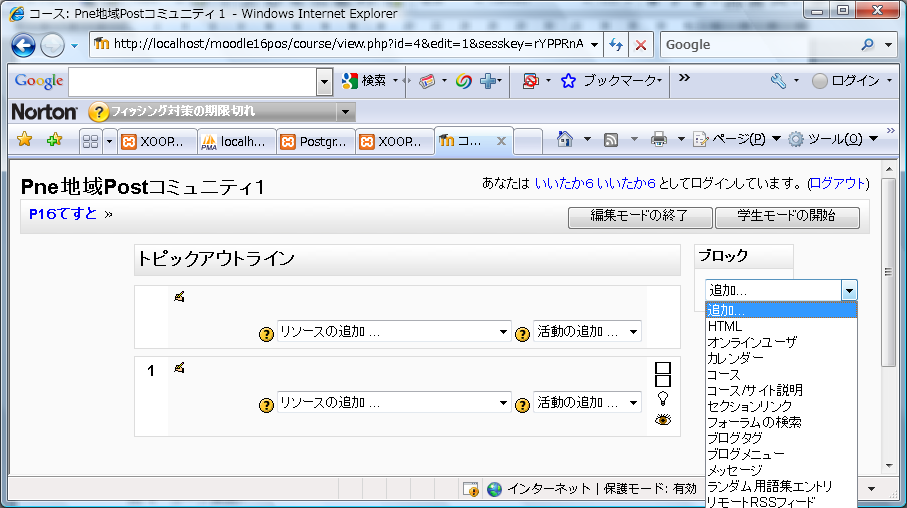 コース: Pne地域Postコミュニティ１ - Windows Internet Explorer
http://localhost/moodle16pos/course/view.php?id=4&edit=1&sesskey=rYPPRnA
Google
Google 検索 ブックマーク >> ログイン
Norton ? フィッシング対策の期限切れ
XOOP... localh... Postgr... XOOP... コ... X ページ(P) ツール(O) >>
Pne地域Postコミュニティ1
あなたは いいたか６ いいたか６ としてログインしています。 (ログアウト)
P16てすと »
編集モードの終了 学生モードの開始
トピックアウトライン
ブロック
追加...
? リソースの追加 ... ? 活動の追加 ...
1
? リソースの追加 ... ? 活動の追加 ...
追加...
HTML
オンラインユーザ
カレンダー
コース
コース/サイト説明
セクションリンク
フォーラムの検索
ブログタグ
ブログメニュー
メッセージ
ランダム用語集エントリ
リモートRSSフィード
インターネット | 保護モード: 有効